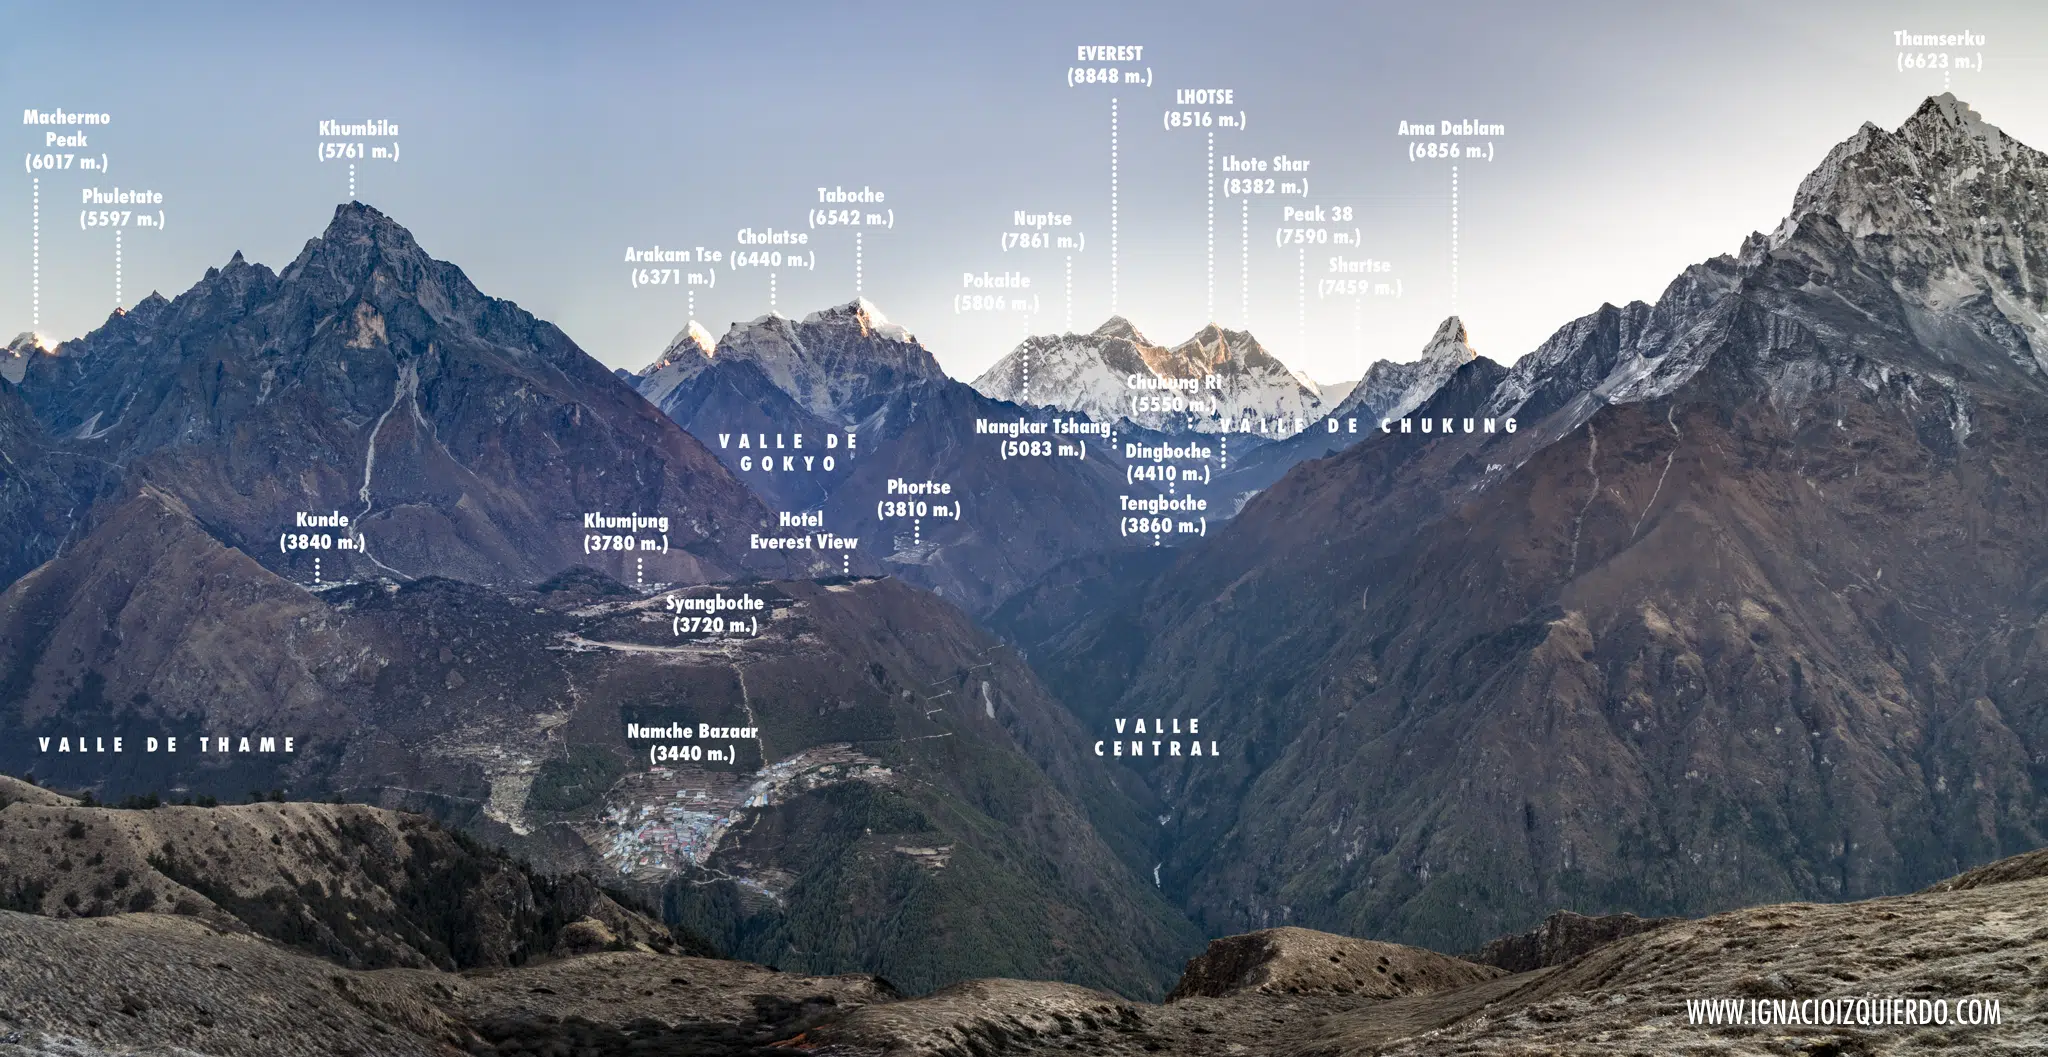 Machermo
Peak
(6017 m.)
Phuletate
(5597 m.)
Khumbila
(5761 m.)
Arakam Tse
(6371 m.)
Cholatse
(6440 m.)
Taboche
(6542 m.)
Pokalde
(5806 m.)
Nuptse
(7861 m.)
EVEREST
(8848 m.)
LHOTSE
(8516 m.)
Lhote Shar
(8382 m.)
Peak 38
(7590 m.)
Shartse
(7459 m.)
Ama Dablam
(6856 m.)
Thamserku
(6623 m.)
Chukung Ri
(5550 m.)
Nangkar Tshang
(5083 m.)
VALLE DE CHUKUNG
VALLE DE
GOKYO
Dingboche
(4410 m.)
Phortse
(3810 m.)
Tengboche
(3860 m.)
Kunde
(3840 m.)
Khumjung
(3780 m.)
Hotel
Everest View
Syangboche
(3720 m.)
Namche Bazaar
(3440 m.)
VALLE DE THAME
VALLE
CENTRAL
WWW.IGNACIOIZQUIERDO.COM